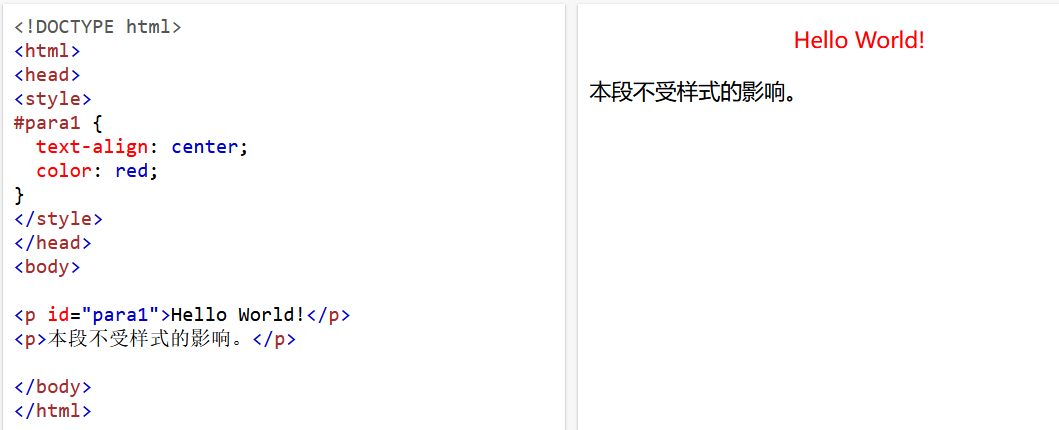 <!DOCTYPE html>
<html>
<head>
<style>
#para1 {
  text-align: center;
  color: red;
}
</style>
</head>
<body>

<p id="para1">Hello World!</p>
<p>本段不受样式的影响。</p>

</body>
</html>
Hello World!
本段不受样式的影响。